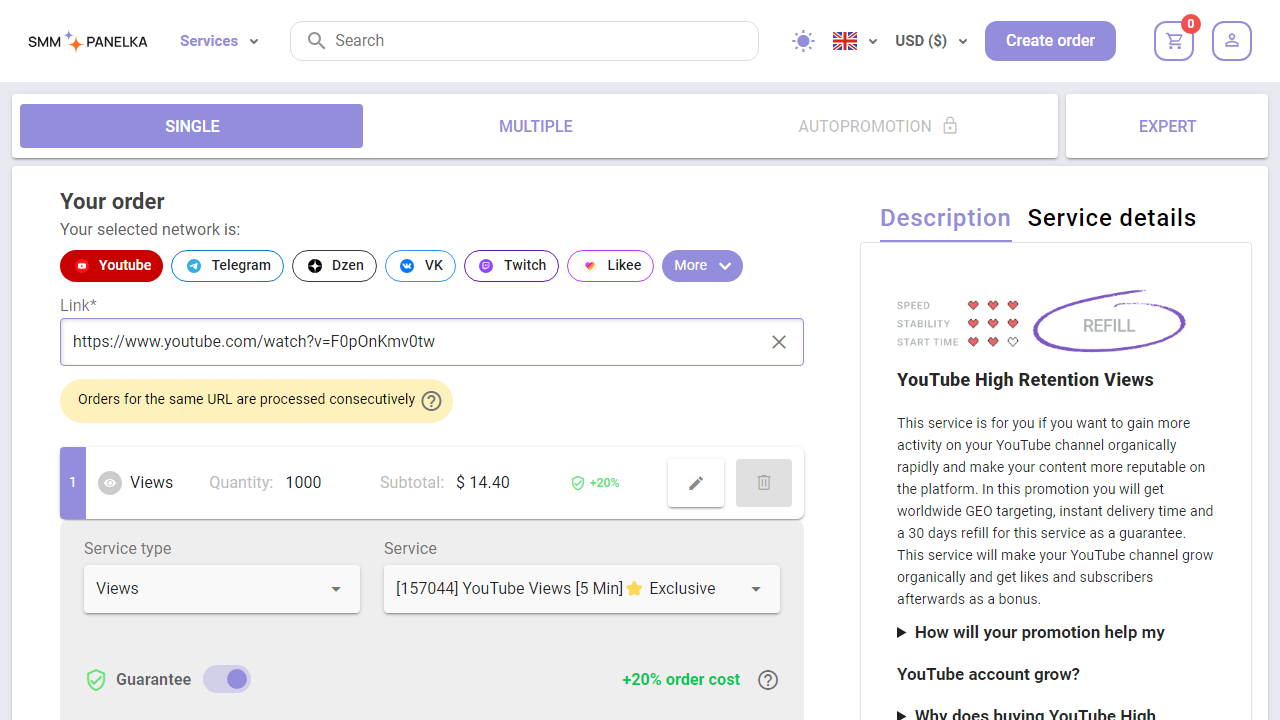 SMM PANELKA
Services
Search
USD ($)
Create order
0
SINGLE
MULTIPLE
AUTOPROMOTION
EXPERT
Your order
Your selected network is:
Youtube
Telegram
Dzen
VK
Twitch
Likee
More
Link*
https://www.youtube.com/watch?v=F0pOnKmv0tw
Orders for the same URL are processed consecutively
1
Views
Quantity: 1000
Subtotal: $ 14.40
+20%
Service type
Service
Views
[157044] YouTube Views [5 Min]⭐ Exclusive
Guarantee
+20% order cost
Description
Service details
SPEED
STABILITY
START TIME
REFILL
YouTube High Retention Views
This service is for you if you want to gain more
activity on your YouTube channel organically
rapidly and make your content more reputable on
the platform. In this promotion you will get
worldwide GEO targeting, instant delivery time and
a 30 days refill for this service as a guarantee.
This service will make your YouTube channel grow
organically and get likes and subscribers
afterwards as a bonus.
How will your promotion help my
YouTube account grow?
Why does buying YouTube High